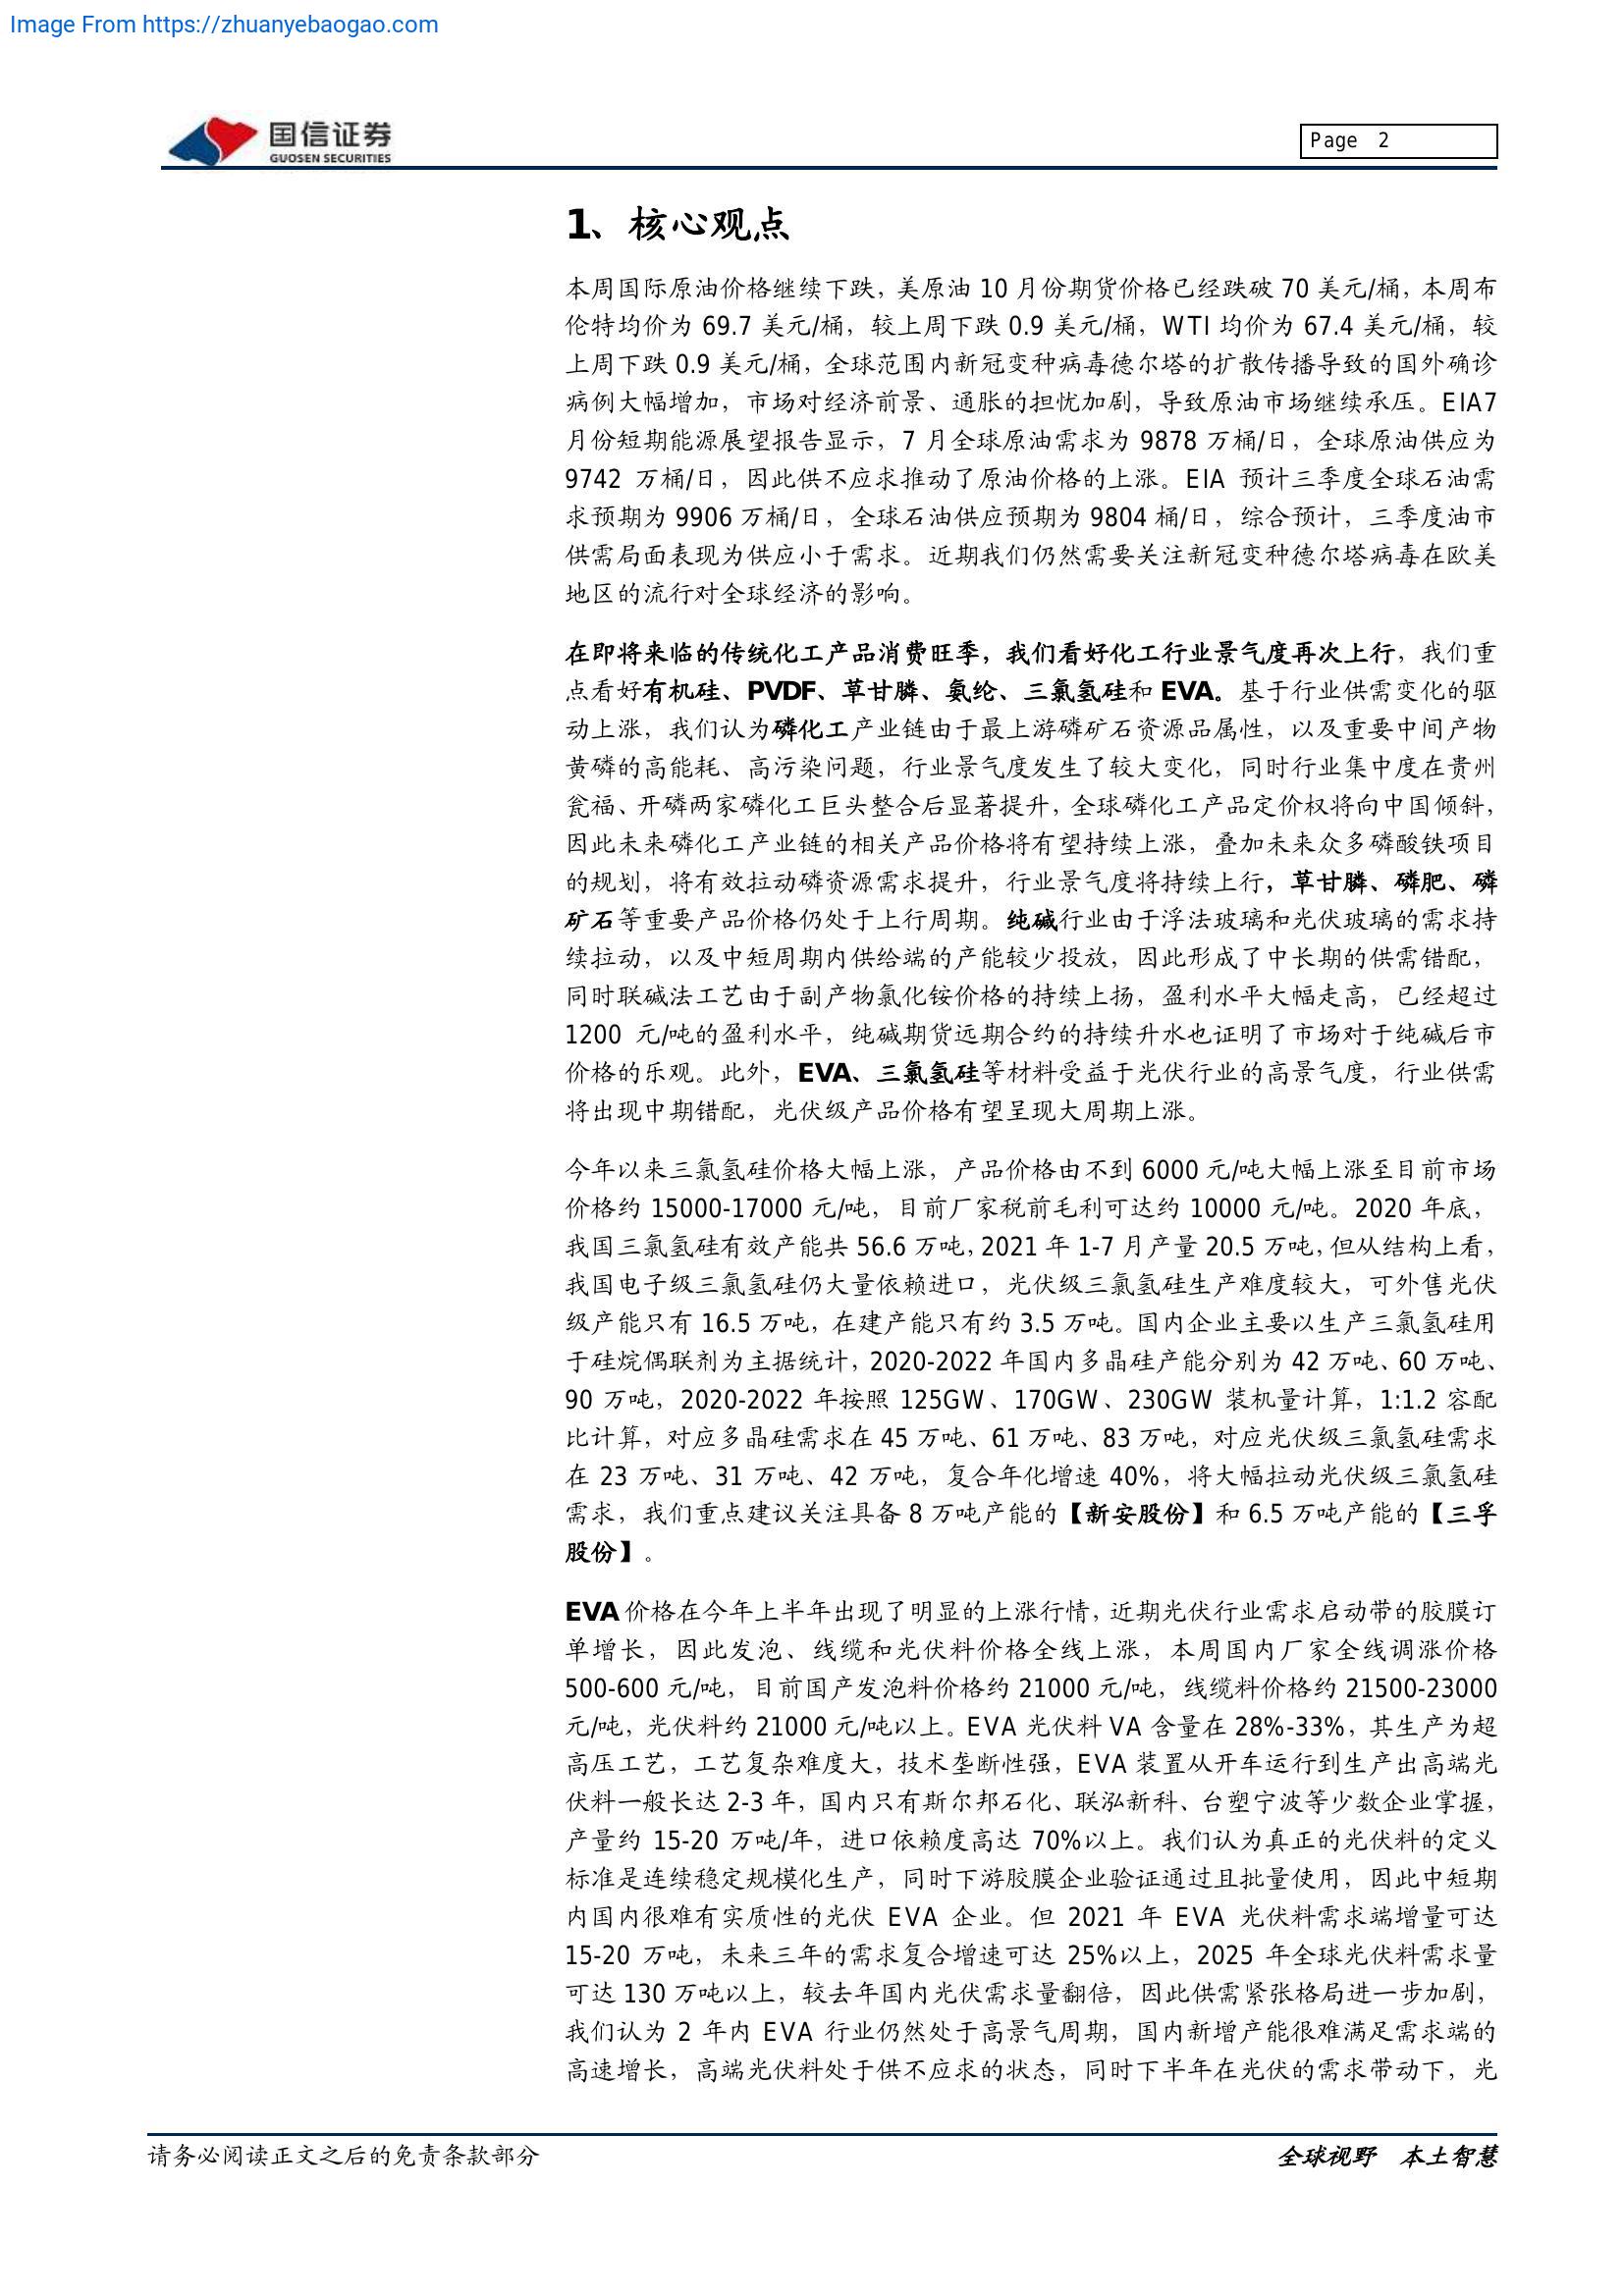 Image From https://zhuanyebaogao.com
国信证券
GUOSEN SECURITIES
Page 2
1、核心观点
本周国际原油价格继续下跌，美原油 10 月份期货价格已经跌破 70 美元/桶，本周布
伦特均价为 69.7 美元/桶，较上周下跌 0.9 美元/桶，WTI 均价为 67.4 美元/桶，较
上周下跌 0.9 美元/桶，全球范围内新冠变种病毒德尔塔的扩散传播导致的国外确诊
病例大幅增加，市场对经济前景、通胀的担忧加剧，导致原油市场继续承压。EIA7
月份短期能源展望报告显示，7 月全球原油需求为 9878 万桶/日，全球原油供应为
9742 万桶/日，因此供不应求推动了原油价格的上涨。EIA 预计三季度全球石油需
求预期为 9906 万桶/日，全球石油供应预期为 9804 桶/日，综合预计，三季度油市
供需局面表现为供应小于需求。近期我们仍然需要关注新冠变种德尔塔病毒在欧美
地区的流行对全球经济的影响。
在即将来临的传统化工产品消费旺季，我们看好化工行业景气度再次上行，我们重
点看好有机硅、PVDF、草甘膦、氨纶、三氯氢硅和 EVA。基于行业供需变化的驱
动上涨，我们认为磷化工产业链由于最上游磷矿石资源品属性，以及重要中间产物
黄磷的高能耗、高污染问题，行业景气度发生了较大变化，同时行业集中度在贵州
瓮福、开磷两家磷化工巨头整合后显著提升，全球磷化工产品定价权将向中国倾斜，
因此未来磷化工产业链的相关产品价格将有望持续上涨，叠加未来众多磷酸铁项目
的规划，将有效拉动磷资源需求提升，行业景气度将持续上行，草甘膦、磷肥、磷
矿石等重要产品价格仍处于上行周期。纯碱行业由于浮法玻璃和光伏玻璃的需求持
续拉动，以及中短周期内供给端的产能较少投放，因此形成了中长期的供需错配，
同时联碱法工艺由于副产物氯化铵价格的持续上扬，盈利水平大幅走高，已经超过
1200 元/吨的盈利水平，纯碱期货远期合约的持续升水也证明了市场对于纯碱后市
价格的乐观。此外，EVA、三氯氢硅等材料受益于光伏行业的高景气度，行业供需
将出现中期错配，光伏级产品价格有望呈现大周期上涨。
今年以来三氯氢硅价格大幅上涨，产品价格由不到 6000 元/吨大幅上涨至目前市场
价格约 15000-17000 元/吨，目前厂家税前毛利可达约 10000 元/吨。2020 年底，
我国三氯氢硅有效产能共 56.6 万吨，2021 年 1-7 月产量 20.5 万吨，但从结构上看，
我国电子级三氯氢硅仍大量依赖进口，光伏级三氯氢硅生产难度较大，可外售光伏
级产能只有 16.5 万吨，在建产能只有约 3.5 万吨。国内企业主要以生产三氯氢硅用
于硅烷偶联剂为主据统计，2020-2022 年国内多晶硅产能分别为 42 万吨、60 万吨、
90 万吨，2020-2022 年按照 125GW、170GW、230GW 装机量计算，1:1.2 容配
比计算，对应多晶硅需求在 45 万吨、61 万吨、83 万吨，对应光伏级三氯氢硅需求
在 23 万吨、31 万吨、42 万吨，复合年化增速 40%，将大幅拉动光伏级三氯氢硅
需求，我们重点建议关注具备 8 万吨产能的【新安股份】和 6.5 万吨产能的【三孚
股份】。
EVA 价格在今年上半年出现了明显的上涨行情，近期光伏行业需求启动带的胶膜订
单增长，因此发泡、线缆和光伏料价格全线上涨，本周国内厂家全线调涨价格
500-600 元/吨，目前国产发泡料价格约 21000 元/吨，线缆料价格约 21500-23000
元/吨，光伏料约 21000 元/吨以上。EVA 光伏料 VA 含量在 28%-33%，其生产为超
高压工艺，工艺复杂难度大，技术垄断性强，EVA 装置从开车运行到生产出高端光
伏料一般长达 2-3 年，国内只有斯尔邦石化、联泓新科、台塑宁波等少数企业掌握，
产量约 15-20 万吨/年，进口依赖度高达 70%以上。我们认为真正的光伏料的定义
标准是连续稳定规模化生产，同时下游胶膜企业验证通过且批量使用，因此中短期
内国内很难有实质性的光伏 EVA 企业。但 2021 年 EVA 光伏料需求端增量可达
15-20 万吨，未来三年的需求复合增速可达 25%以上，2025 年全球光伏料需求量
可达 130 万吨以上，较去年国内光伏需求量翻倍，因此供需紧张格局进一步加剧，
我们认为 2 年内 EVA 行业仍然处于高景气周期，国内新增产能很难满足需求端的
高速增长，高端光伏料处于供不应求的状态，同时下半年在光伏的需求带动下，光
请务必阅读正文之后的免责条款部分
全球视野 本土智慧